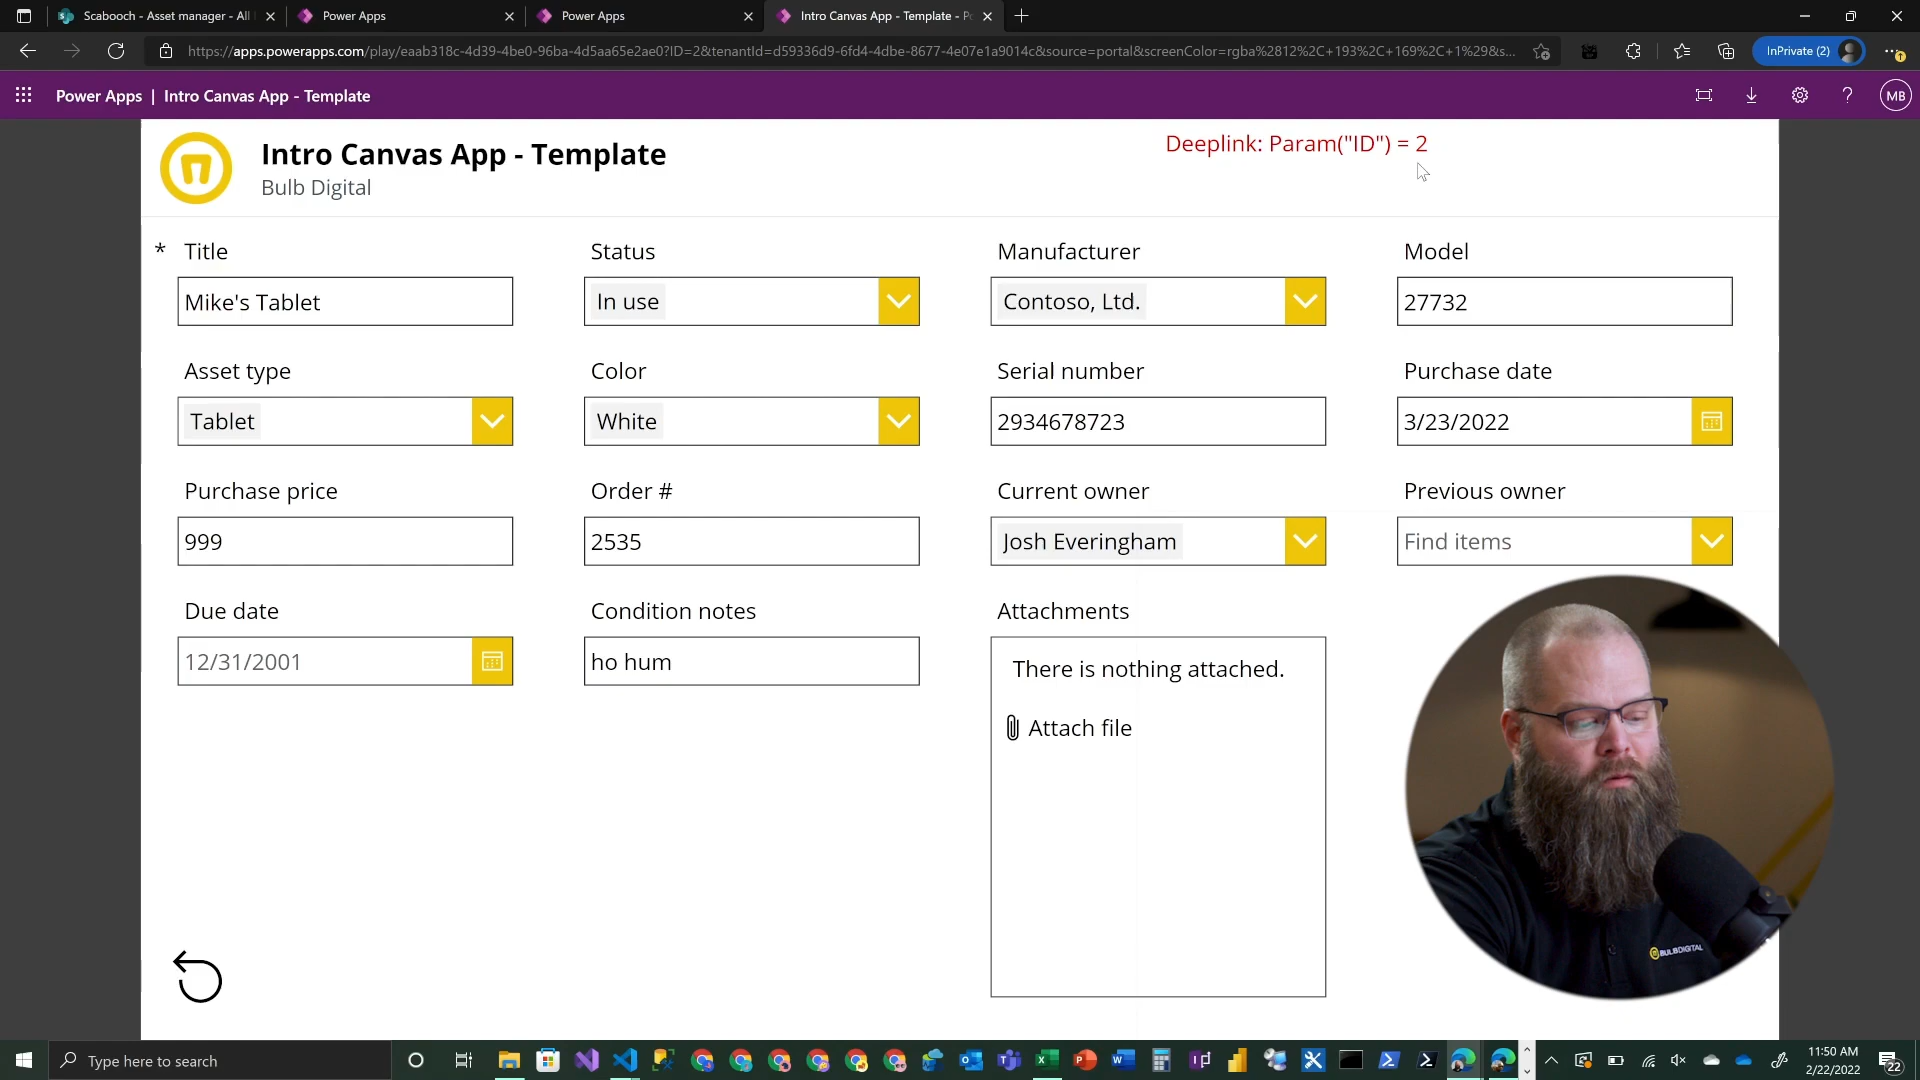 Scabooch - Asset manager - All
Power Apps
Power Apps
Intro Canvas App - Template - Po
https://apps.powerapps.com/play/eaab318c-4d39-4be0-96ba-4d5aa65e2ae0?ID=2&tenantId=d59336d9-6fd4-4dbe-8677-4e07e1a9014c&source=portal&screenColor=rgba%2812%2C+193%2C+169%2C+1%29&s...
InPrivate (2)
Power Apps | Intro Canvas App - Template
MB
Intro Canvas App - Template
Bulb Digital
Deeplink: Param("ID") = 2
* Title
Status
Manufacturer
Model
Mike's Tablet
In use
Contoso, Ltd.
27732
Asset type
Color
Serial number
Purchase date
Tablet
White
2934678723
3/23/2022
Purchase price
Order #
Current owner
Previous owner
999
2535
Josh Everingham
Find items
Due date
Condition notes
Attachments
12/31/2001
ho hum
There is nothing attached.
Attach file
BULBDIGITAL
Type here to search
11:50 AM
2/22/2022
22